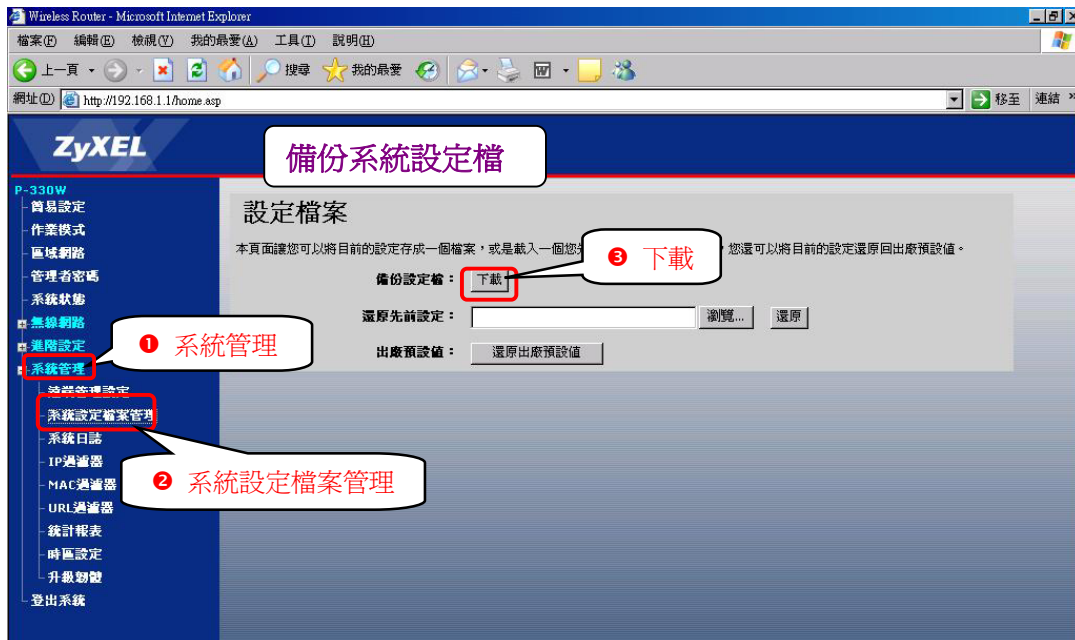 Wireless Router - Microsoft Internet Explorer
檔案(F) 編輯(E) 檢視(V) 我的最愛(A) 工具(T) 說明(H)
上一頁 搜尋 我的最愛
網址(D) http://192.168.1.1/home.asp 移至 連結 »
ZyXEL
備份系統設定檔
P-330W
簡易設定
作業模式
區域網路
管理者密碼
系統狀態
無線網路
進階設定
系統管理
遠端管理設定
系統設定檔案管理
系統日誌
IP過濾器
MAC過濾器
URL過濾器
統計報表
時區設定
升級韌體
登出系統
設定檔案
本頁面讓您可以將目前的設定存成一個檔案,或是載入一個您先
您還可以將目前的設定還原回出廠預設值。
備份設定檔: 下載
還原先前設定: 瀏覽... 還原
出廠預設值: 還原出廠預設值
❶ 系統管理
❷ 系統設定檔案管理
❸ 下載